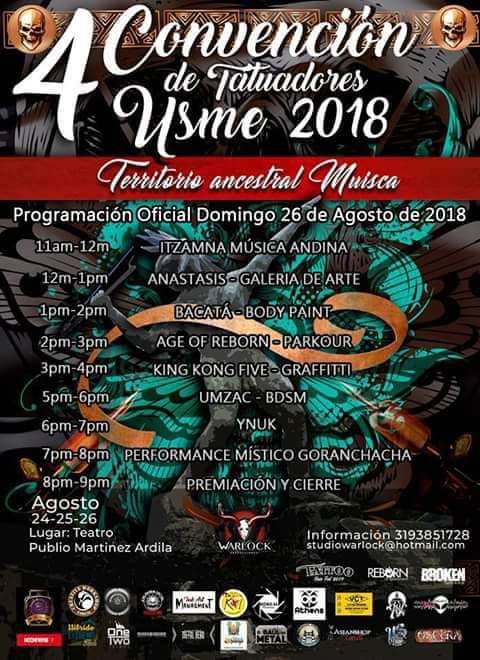 4 Convención
de Tatuadores
Usme 2018
Territorio ancestral Muisca
Programación Oficial Domingo 26 de Agosto de 2018
11am-12m ITZAMNA MÚSICA ANDINA
12m-1pm ANASTASIS - GALERIA DE ARTE
1pm-2pm BACATÁ - BODY PAINT
2pm-3pm AGE OF REBORN - PARKOUR
3pm-4pm KING KONG FIVE - GRAFFITTI
5pm-6pm UMZAC - BDSM
6pm-7pm YNUK
7pm-8pm PERFORMANCE MÍSTICO GORANCHACHA
8pm-9pm PREMIACIÓN Y CIERRE
Agosto
24-25-26
Lugar: Teatro
Publio Martinez Ardila
WARLOCK
Información 3193851728
studiowarlock@hotmail.com
TATTOO REBORN BROKEN
Athens VCT